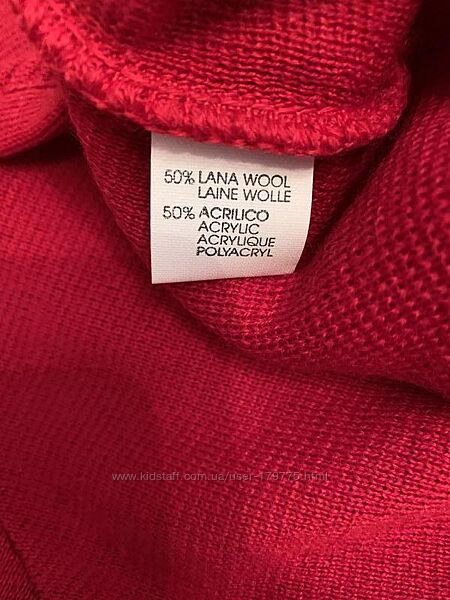 50% LANA WOOL
LAINE WOLLE
50% ACRILICO
ACRYLIC
ACRYLIQUE
POLYACRYL
www.kidstaff.com.ua/user-179775.html